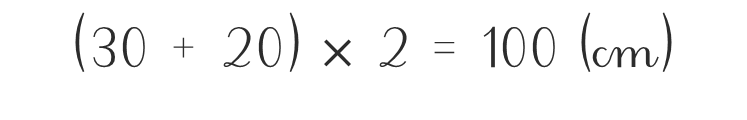 (30 + 20) × 2 = 100 (cm)